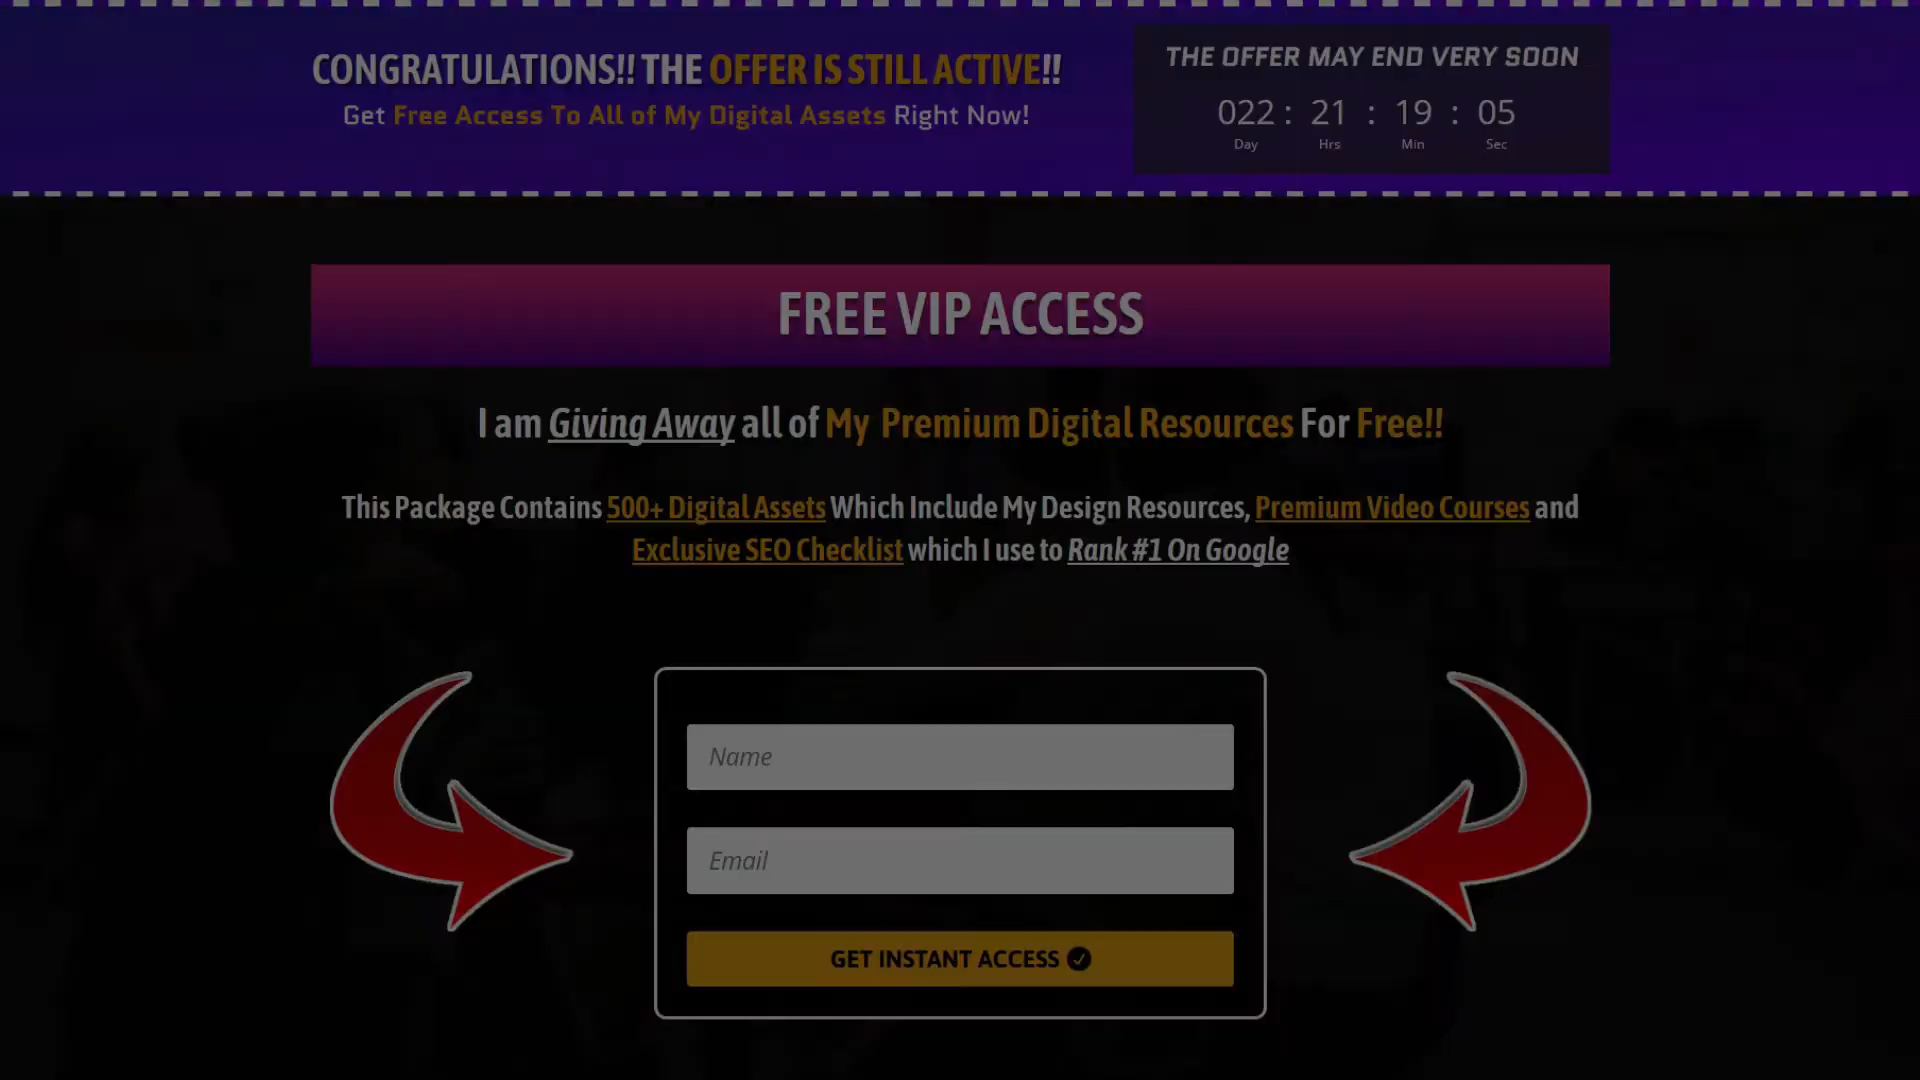 CONGRATULATIONS!! THE OFFER IS STILL ACTIVE!!
Get Free Access To All of My Digital Assets Right Now!
THE OFFER MAY END VERY SOON
022 : 21 : 19 : 05
Day Hrs Min Sec
FREE VIP ACCESS
I am Giving Away all of My Premium Digital Resources For Free!!
This Package Contains 500+ Digital Assets Which Include My Design Resources, Premium Video Courses and
Exclusive SEO Checklist which I use to Rank #1 On Google
Name
Email
GET INSTANT ACCESS